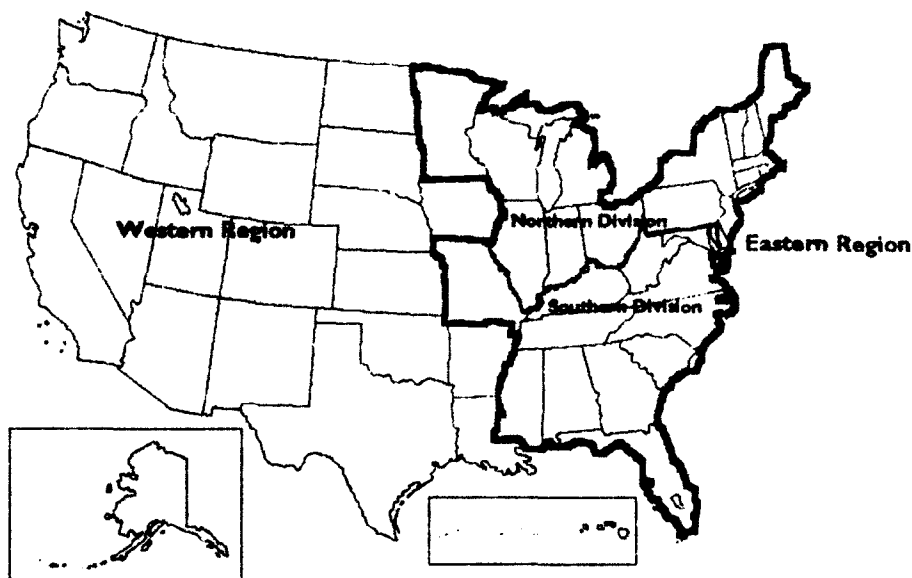 Northern Division
Western Region
Eastern Region
Southern Division